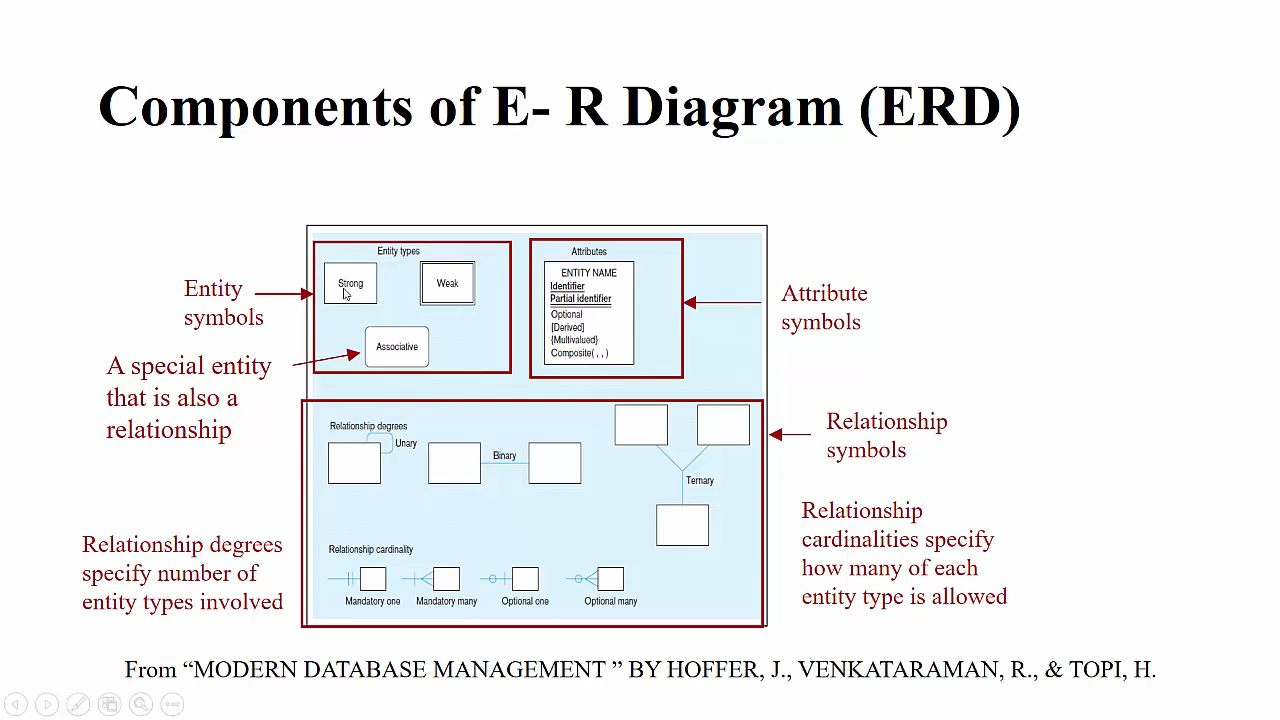 Components of E- R Diagram (ERD)
Entity types
Strong
Weak
Associative
Attributes
ENTITY NAME
Identifier
Partial identifier
Optional
[Derived]
{Multivalued}
Composite( , , )
Entity
symbols
A special entity
that is also a
relationship
Attribute
symbols
Relationship degrees
Unary
Binary
Ternary
Relationship
symbols
Relationship degrees
specify number of
entity types involved
Relationship cardinality
Mandatory one
Mandatory many
Optional one
Optional many
Relationship
cardinalities specify
how many of each
entity type is allowed
From “MODERN DATABASE MANAGEMENT ” BY HOFFER, J., VENKATARAMAN, R., & TOPI, H.